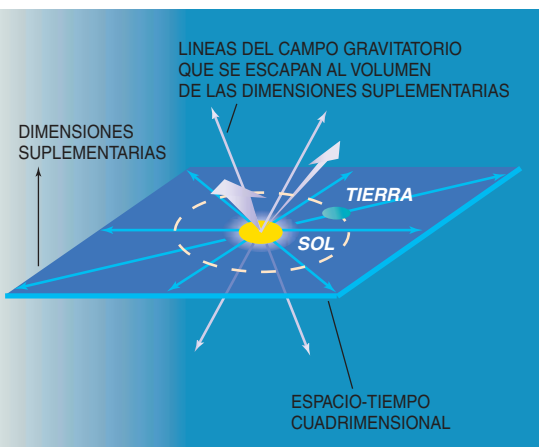 LINEAS DEL CAMPO GRAVITATORIO
QUE SE ESCAPAN AL VOLUMEN
DE LAS DIMENSIONES SUPLEMENTARIAS
DIMENSIONES
SUPLEMENTARIAS
TIERRA
SOL
ESPACIO-TIEMPO
CUADRIMENSIONAL